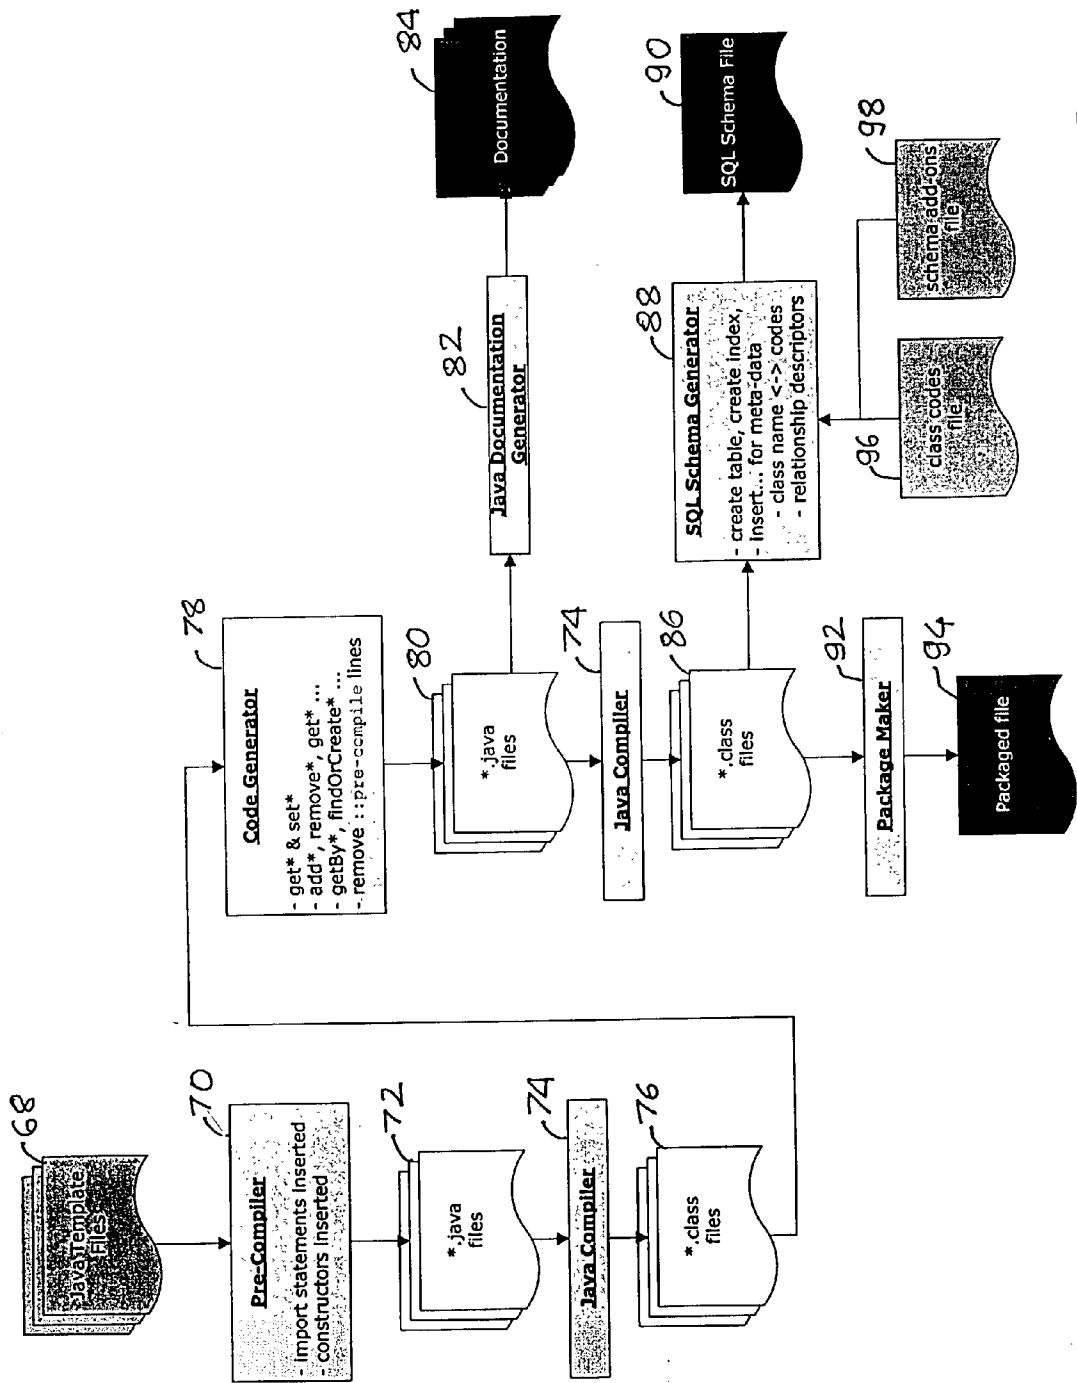 68
Java Template
Files
70
Pre-Compiler
- import statements inserted
- constructors inserted
72
*.java
files
74
Java Compiler
76
*.class
files
78
Code Generator
- get* & set*
- add*, remove*, get* ...
- getBy*, findOrCreate* ...
- remove ::pre-compile lines
80
*.java
files
74
Java Compiler
86
*.class
files
92
Package Maker
94
Packaged file
82
Java Documentation
Generator
84
Documentation
88
SQL Schema Generator
- create table, create index,
- insert... for meta-data
- class name <-> codes
- relationship descriptors
90
SQL Schema File
96
class codes
file
98
schema add-ons
file